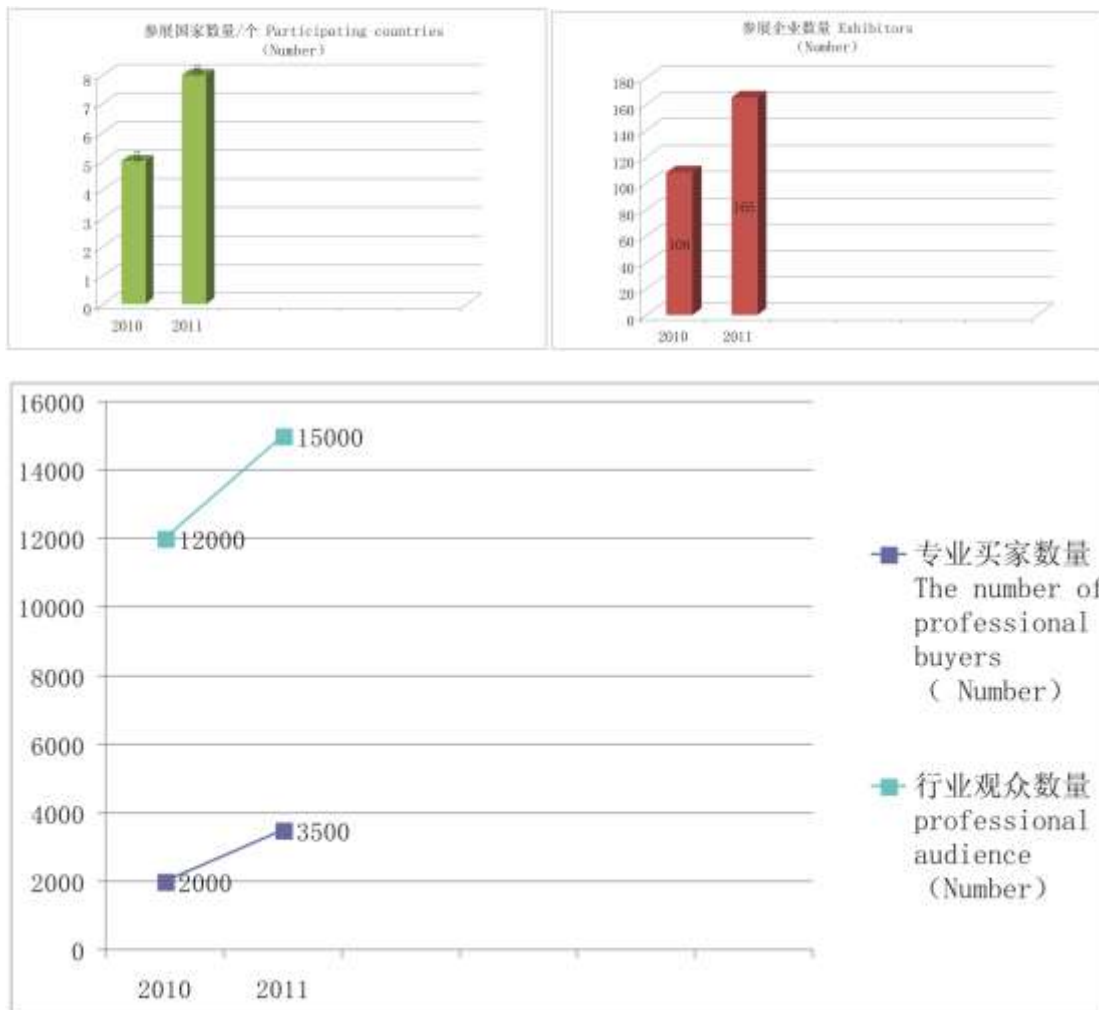 参展国家数量/个 Participating countries
(Number)
8
7
6
5
4
3
2
1
0
2010 2011
参展企业数量 Exhibitors
(Number)
180
160
140
120
100
80
60
40
20
0
165
2010 2011
16000
14000
12000
10000
8000
6000
4000
2000
0
15000
12000
3500
2000
2010 2011
专业买家数量
The number of
professional
buyers
（ Number）
行业观众数量
professional
audience
（Number）